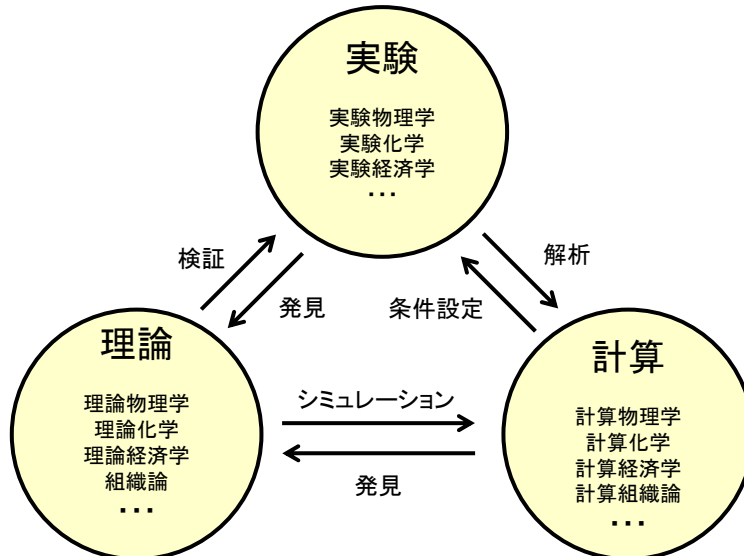 実験
実験物理学
実験化学
実験経済学
・・・
検証
発見
解析
条件設定
理論
理論物理学
理論化学
理論経済学
組織論
・・・
シミュレーション
発見
計算
計算物理学
計算化学
計算経済学
計算組織論
・・・